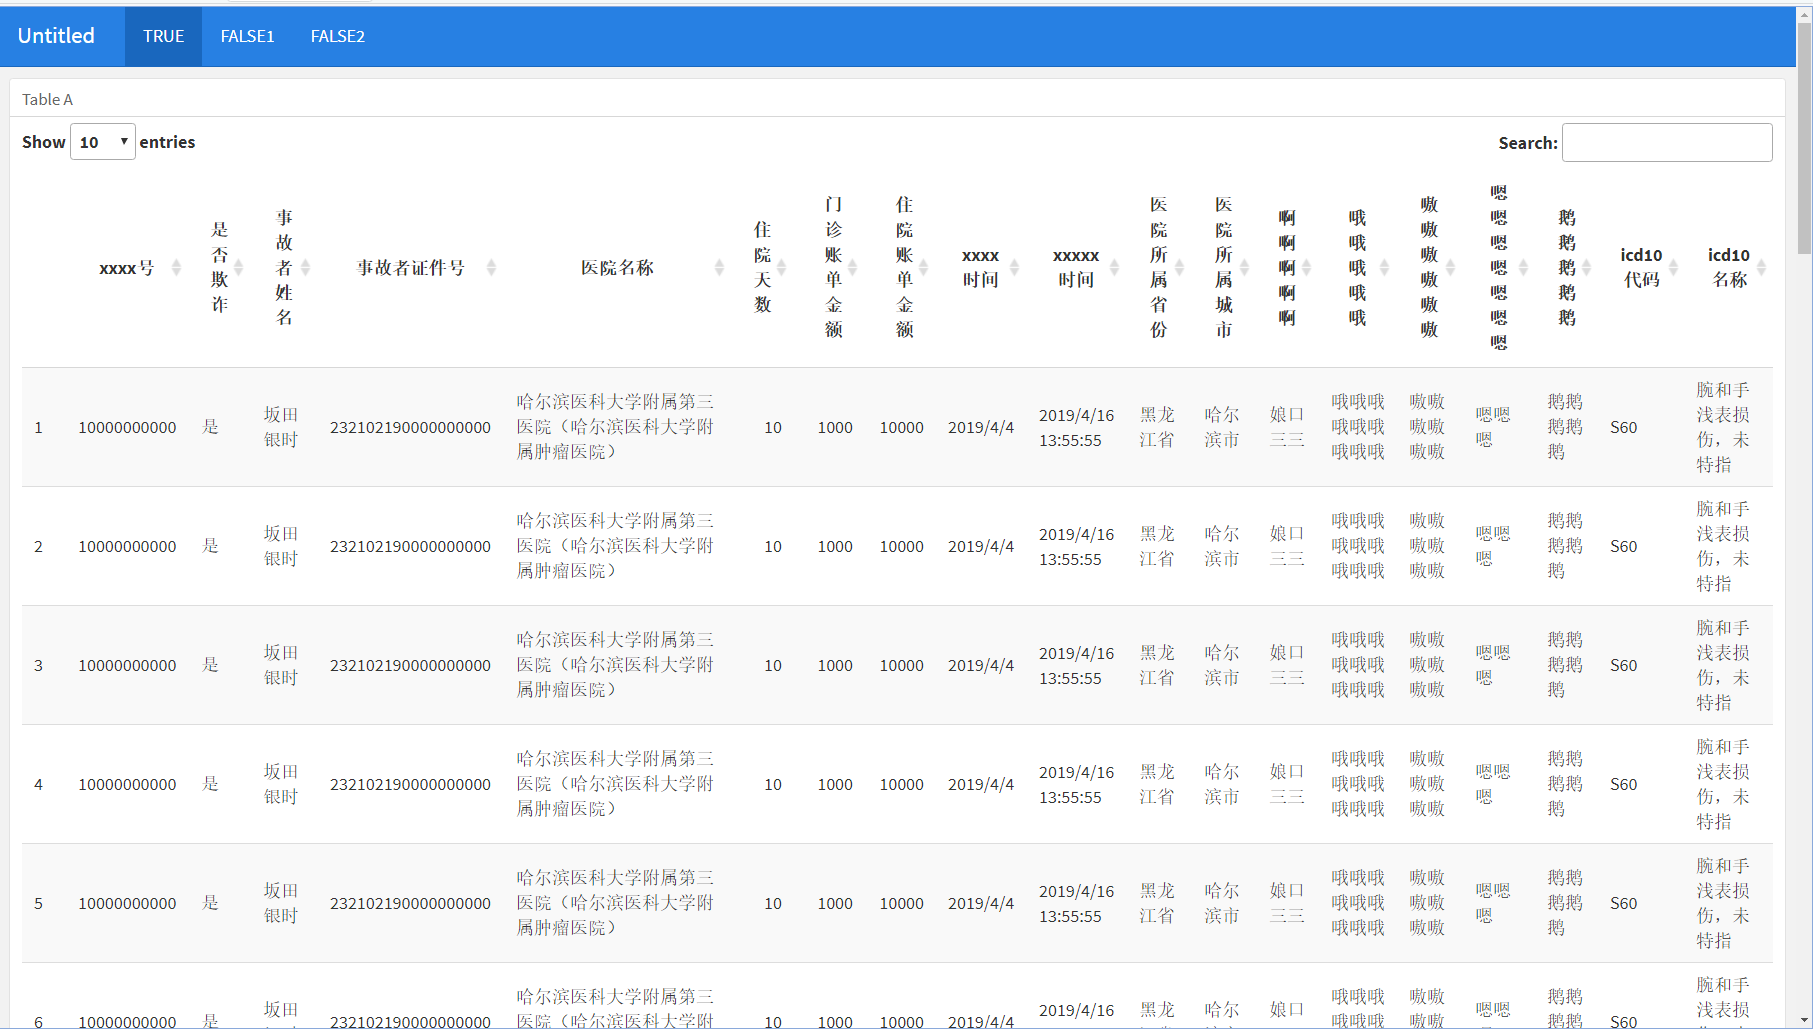 Untitled TRUE FALSE1 FALSE2
Table A
Show 10 entries Search:
xxxx号 是否欺诈 事故者姓名 事故者证件号 医院名称 住院天数 门诊账单金额 住院账单金额 xxxx时间 xxxxx时间 医院所属省份 医院所属城市 啊啊啊啊啊 哦哦哦哦哦 嗷嗷嗷嗷嗷嗷 嗯嗯嗯嗯嗯嗯嗯 鹅鹅鹅鹅鹅 icd10代码 icd10名称
1 10000000000 是 坂田银时 232102190000000000 哈尔滨医科大学附属第三医院（哈尔滨医科大学附属肿瘤医院） 10 1000 10000 2019/4/4 2019/4/16 13:55:55 黑龙江省 哈尔滨市 娘口三三 哦哦哦哦哦哦哦哦哦 嗷嗷嗷嗷嗷嗷 嗯嗯嗯 鹅鹅鹅鹅鹅 S60 腕和手浅表损伤，未特指
2 10000000000 是 坂田银时 232102190000000000 哈尔滨医科大学附属第三医院（哈尔滨医科大学附属肿瘤医院） 10 1000 10000 2019/4/4 2019/4/16 13:55:55 黑龙江省 哈尔滨市 娘口三三 哦哦哦哦哦哦哦哦哦 嗷嗷嗷嗷嗷嗷 嗯嗯嗯 鹅鹅鹅鹅鹅 S60 腕和手浅表损伤，未特指
3 10000000000 是 坂田银时 232102190000000000 哈尔滨医科大学附属第三医院（哈尔滨医科大学附属肿瘤医院） 10 1000 10000 2019/4/4 2019/4/16 13:55:55 黑龙江省 哈尔滨市 娘口三三 哦哦哦哦哦哦哦哦哦 嗷嗷嗷嗷嗷嗷 嗯嗯嗯 鹅鹅鹅鹅鹅 S60 腕和手浅表损伤，未特指
4 10000000000 是 坂田银时 232102190000000000 哈尔滨医科大学附属第三医院（哈尔滨医科大学附属肿瘤医院） 10 1000 10000 2019/4/4 2019/4/16 13:55:55 黑龙江省 哈尔滨市 娘口三三 哦哦哦哦哦哦哦哦哦 嗷嗷嗷嗷嗷嗷 嗯嗯嗯 鹅鹅鹅鹅鹅 S60 腕和手浅表损伤，未特指
5 10000000000 是 坂田银时 232102190000000000 哈尔滨医科大学附属第三医院（哈尔滨医科大学附属肿瘤医院） 10 1000 10000 2019/4/4 2019/4/16 13:55:55 黑龙江省 哈尔滨市 娘口三三 哦哦哦哦哦哦哦哦哦 嗷嗷嗷嗷嗷嗷 嗯嗯嗯 鹅鹅鹅鹅鹅 S60 腕和手浅表损伤，未特指
6 10000000000 是 坂田银时 232102190000000000 哈尔滨医科大学附属第三医院（哈尔滨医科大学附 10 1000 10000 2019/4/4 2019/4/16 13:55:55 黑龙江省 哈尔滨市 娘口三三 哦哦哦哦哦哦 嗷嗷嗷嗷 嗯嗯 鹅鹅鹅鹅 S60 腕和手浅表损